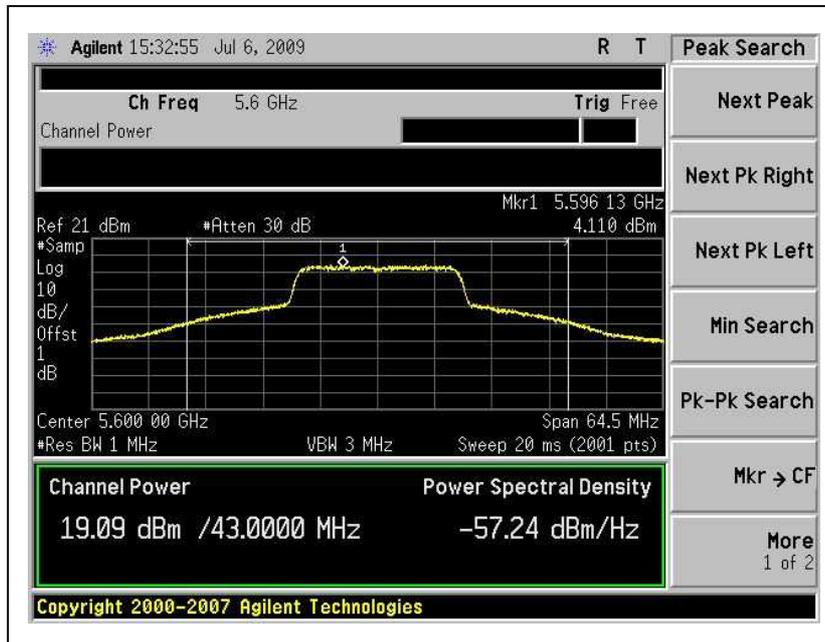 Agilent 15:32:55 Jul 6, 2009 R T
Peak Search
Ch Freq 5.6 GHz Trig Free
Channel Power
Mkr1 5.596 13 GHz
Ref 21 dBm #Atten 30 dB 4.110 dBm
#Samp
Log
10
dB/
Offst
1
dB
1
Center 5.600 00 GHz Span 64.5 MHz
#Res BW 1 MHz VBW 3 MHz Sweep 20 ms (2001 pts)
Channel Power Power Spectral Density
19.09 dBm /43.0000 MHz -57.24 dBm/Hz
Copyright 2000-2007 Agilent Technologies
Next Peak
Next Pk Right
Next Pk Left
Min Search
Pk-Pk Search
Mkr → CF
More
1 of 2